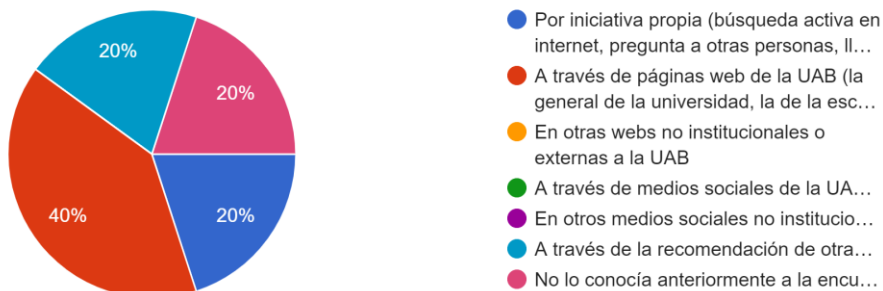 20%
20%
40%
20%
Por iniciativa propia (búsqueda activa en
internet, pregunta a otras personas, ll…
A través de páginas web de la UAB (la
general de la universidad, la de la esc…
En otras webs no institucionales o
externas a la UAB
A través de medios sociales de la UA…
En otros medios sociales no institucio…
A través de la recomendación de otra…
No lo conocía anteriormente a la encu…